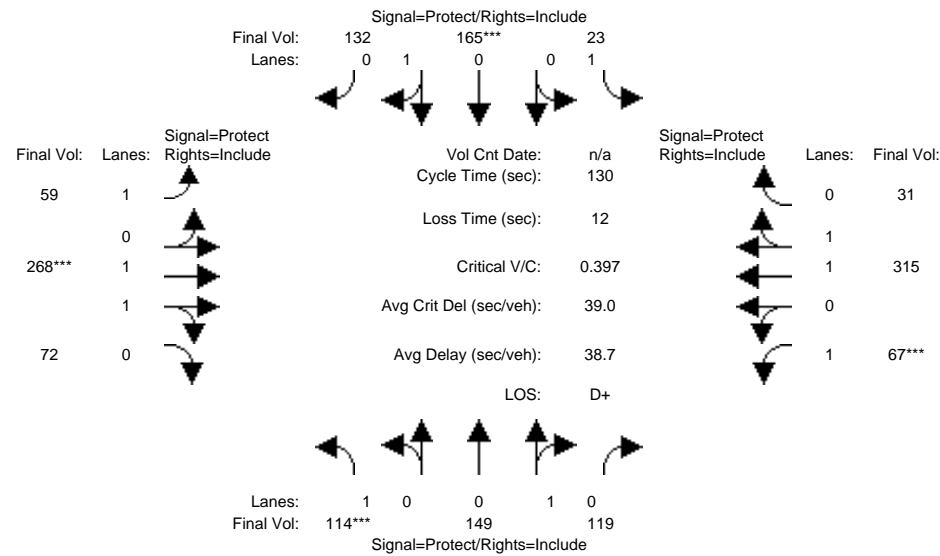 Signal=Protect/Rights=Include
Final Vol: 132 165*** 23
Lanes: 0 1 0 0 1
Signal=Protect Signal=Protect
Final Vol: Lanes: Rights=Include Vol Cnt Date: n/a Rights=Include Lanes: Final Vol:
Cycle Time (sec): 130
59 1 0 31
Loss Time (sec): 12
0 1
268*** 1 Critical V/C: 0.397 1 315
1 Avg Crit Del (sec/veh): 39.0 0
72 0 Avg Delay (sec/veh): 38.7 1 67***
LOS: D+
Lanes: 1 0 0 1 0
Final Vol: 114*** 149 119
Signal=Protect/Rights=Include